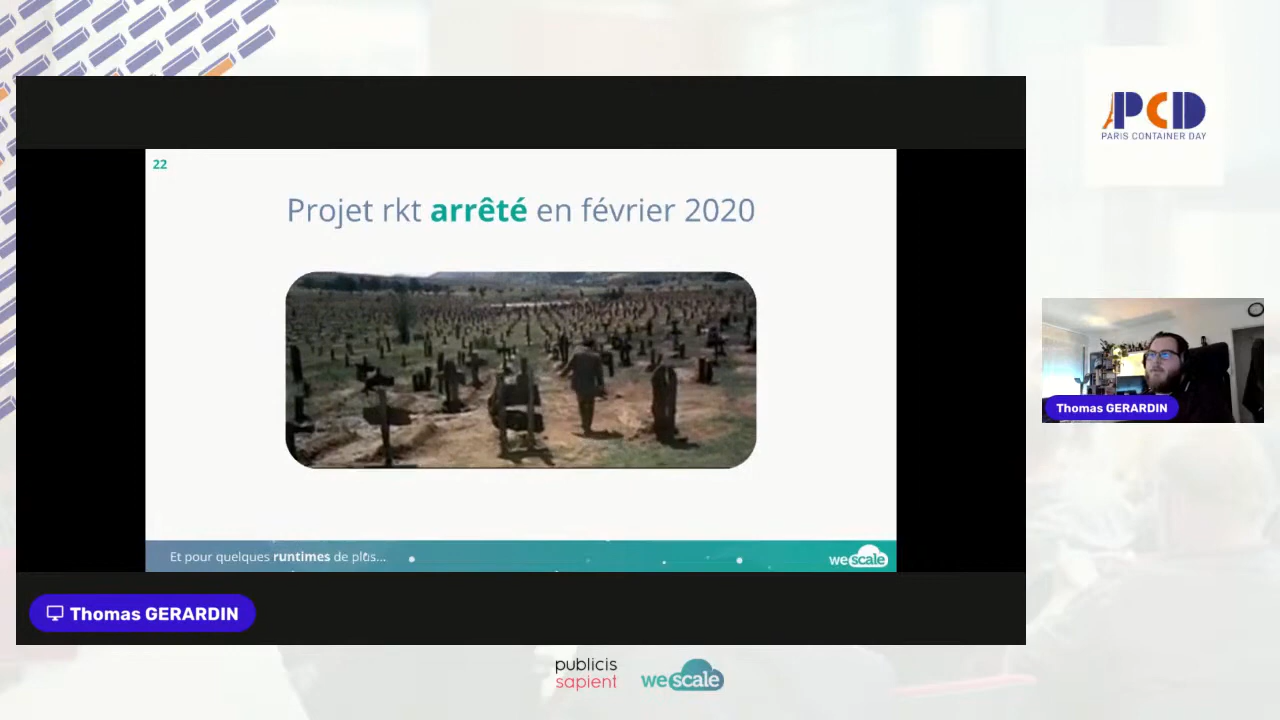 PCD
PARIS CONTAINER DAY
22
Projet rkt arrêté en février 2020
Et pour quelques runtimes de plus...
wescale
Thomas GERARDIN
Thomas GERARDIN
publicis
sapient
wescale